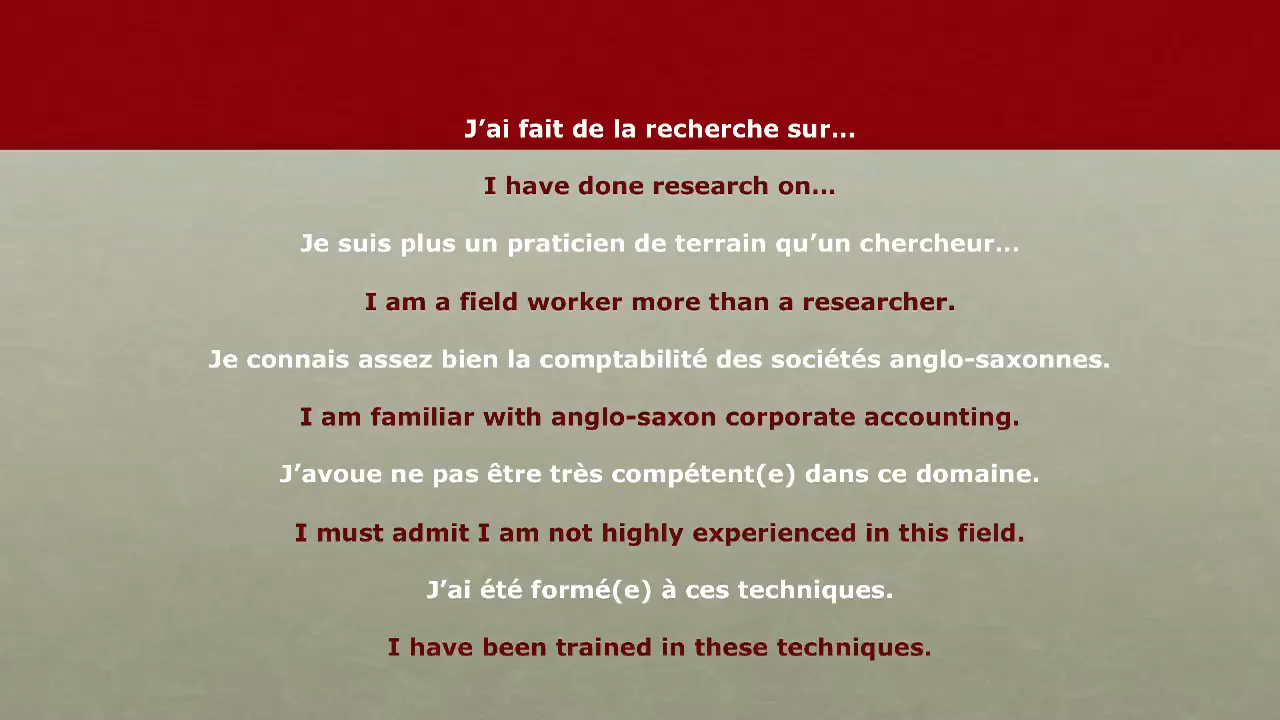 J’ai fait de la recherche sur...
I have done research on...
Je suis plus un praticien de terrain qu’un chercheur...
I am a field worker more than a researcher.
Je connais assez bien la comptabilité des sociétés anglo-saxonnes.
I am familiar with anglo-saxon corporate accounting.
J’avoue ne pas être très compétent(e) dans ce domaine.
I must admit I am not highly experienced in this field.
J’ai été formé(e) à ces techniques.
I have been trained in these techniques.